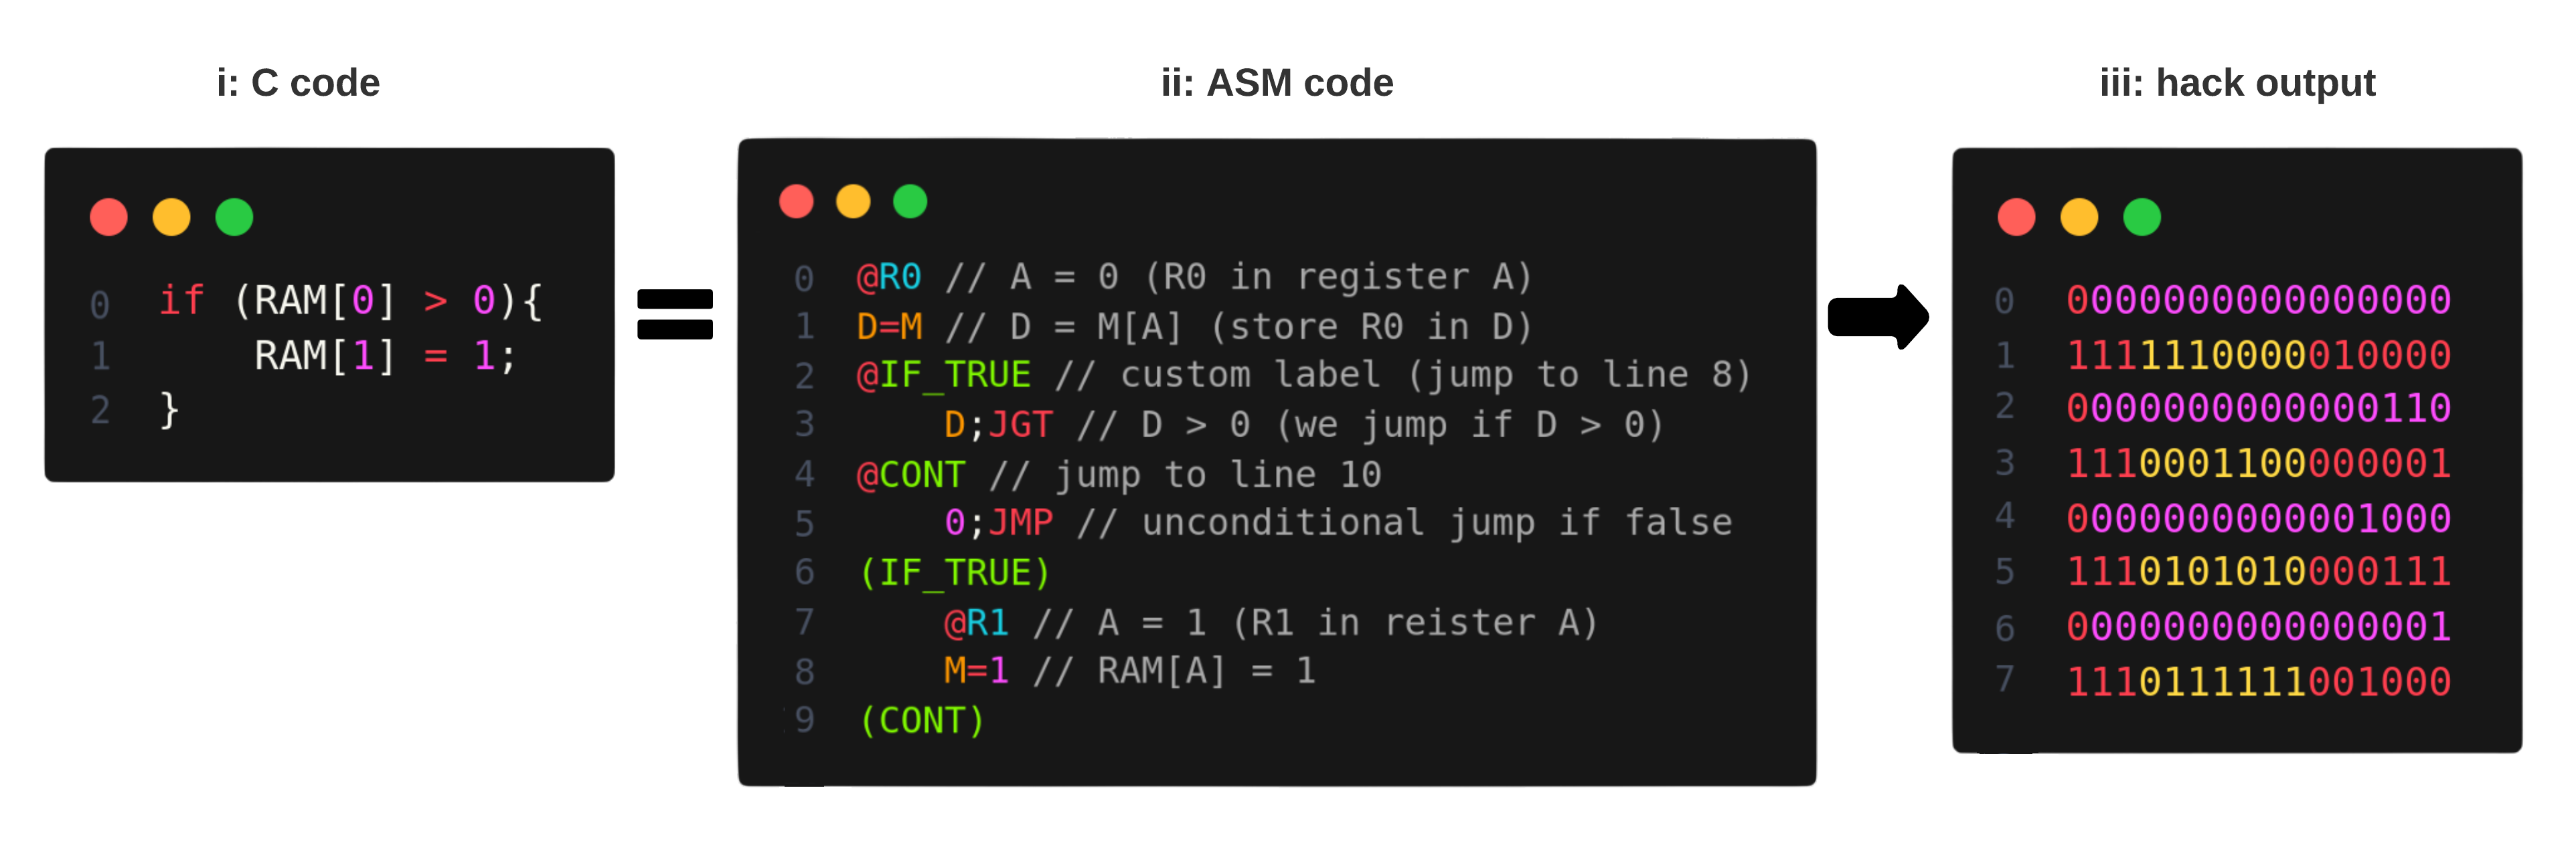 i: C code
0 if (RAM[0] > 0){
1     RAM[1] = 1;
2 }
ii: ASM code
0 @R0 // A = 0 (R0 in register A)
1 D=M // D = M[A] (store R0 in D)
2 @IF_TRUE // custom label (jump to line 8)
3     D;JGT // D > 0 (we jump if D > 0)
4 @CONT // jump to line 10
5     0;JMP // unconditional jump if false
6 (IF_TRUE)
7     @R1 // A = 1 (R1 in reister A)
8     M=1 // RAM[A] = 1
9 (CONT)
iii: hack output
0 0000000000000000
1 1111110000010000
2 0000000000000110
3 1110001100000001
4 0000000000001000
5 1110101010000111
6 0000000000000001
7 1110111111001000